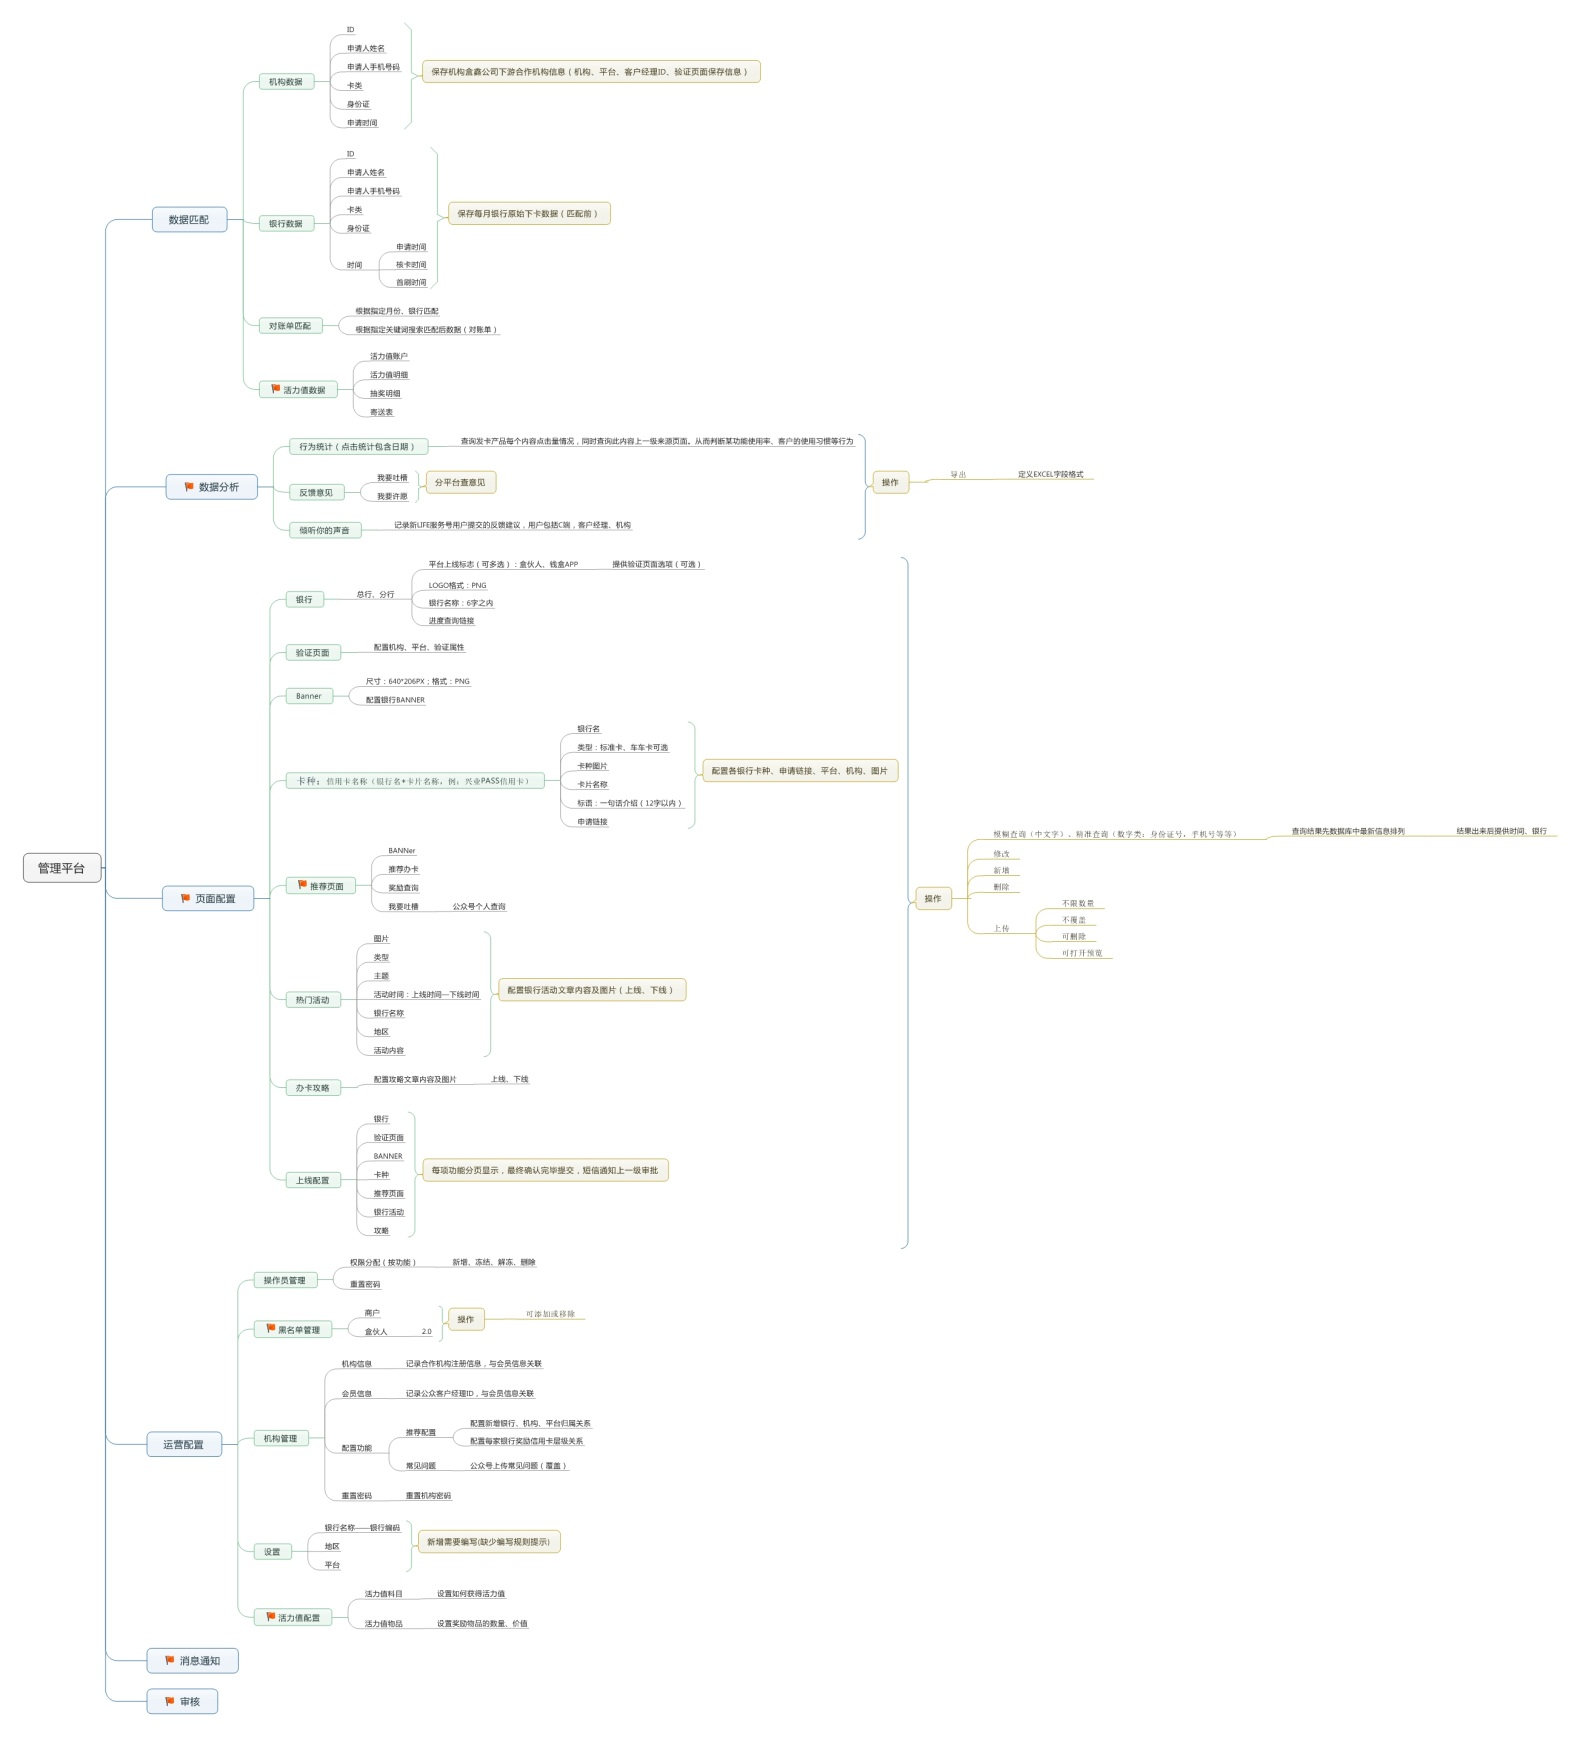 管理平台
数据匹配
机构数据
ID
申请人姓名
申请人手机号码
卡类
身份证
申请时间
保存机构盒鑫公司下游合作机构信息（机构、平台、客户经理ID、验证页面保存信息）
银行数据
ID
申请人姓名
申请人手机号码
卡类
身份证
时间
申请时间
核卡时间
首刷时间
保存每月银行原始下卡数据（匹配前）
对账单匹配
根据指定月份、银行匹配
根据指定关键词搜索匹配后数据（对账单）
活力值数据
活力值账户
活力值明细
抽奖明细
寄送表
数据分析
行为统计（点击统计包含日期）
查询发卡产品每个内容点击量情况，同时查询此内容上一级来源页面。从而判断某功能使用率、客户的使用习惯等行为
反馈意见
我要吐槽
我要许愿
分平台查意见
倾听你的声音
记录新LIFE服务号用户提交的反馈建议，用户包括C端，客户经理、机构
操作
导出
定义EXCEL字段格式
页面配置
银行
总行、分行
平台上线标志（可多选）：盒伙人、钱盒APP
提供验证页面选项（可选）
LOGO格式：PNG
银行名称：6字之内
进度查询链接
验证页面
配置机构、平台、验证属性
Banner
尺寸：640*206PX；格式：PNG
配置银行BANNER
卡种：信用卡名称（银行名+卡片名称，例：兴业PASS信用卡）
银行名
类型：标准卡、车车卡可选
卡种图片
卡片名称
标语：一句话介绍（12字以内）
申请链接
配置各银行卡种、申请链接、平台、机构、图片
推荐页面
BANNer
推荐办卡
奖励查询
我要吐槽
公众号个人查询
热门活动
图片
类型
主题
活动时间：上线时间—下线时间
银行名称
地区
活动内容
配置银行活动文章内容及图片（上线、下线）
办卡攻略
配置攻略文章内容及图片
上线、下线
上线配置
银行
验证页面
BANNER
卡种
推荐页面
银行活动
攻略
每项功能分页显示，最终确认完毕提交，短信通知上一级审批
操作
模糊查询（中文字），精准查询（数字类：身份证号，手机号等等）
查询结果先数据库中最新信息排列
结果出来后提供时间、银行
修改
新增
删除
上传
不限数量
不覆盖
可删除
可打开预览
运营配置
操作员管理
权限分配（按功能）
新增、冻结、解冻、删除
重置密码
黑名单管理
商户
盒伙人
2.0
操作
可添加或移除
机构管理
机构信息
记录合作机构注册信息，与会员信息关联
会员信息
记录公众客户经理ID，与会员信息关联
配置功能
推荐配置
配置新增银行、机构、平台归属关系
配置每家银行奖励信用卡层级关系
常见问题
公众号上传常见问题（覆盖）
重置密码
重置机构密码
设置
银行名称——银行编码
地区
平台
新增需要编写(缺少编写规则提示)
活力值配置
活力值科目
设置如何获得活力值
活力值物品
设置奖励物品的数量、价值
消息通知
审核